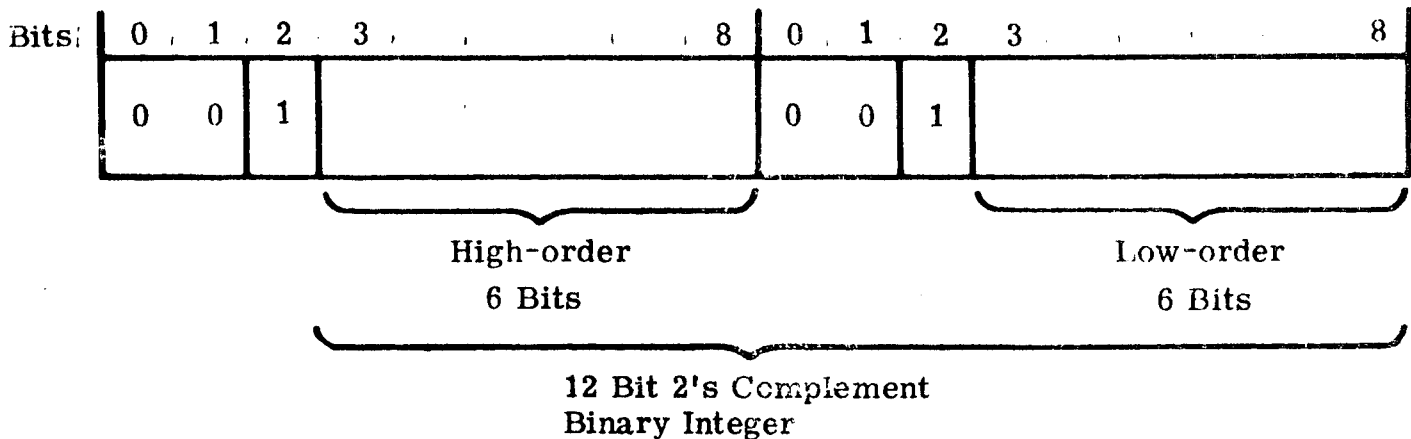 Bits: 0 1 2 3 8 0 1 2 3 8
0 0 1 0 0 1
High-order Low-order
6 Bits 6 Bits
12 Bit 2's Complement
Binary Integer